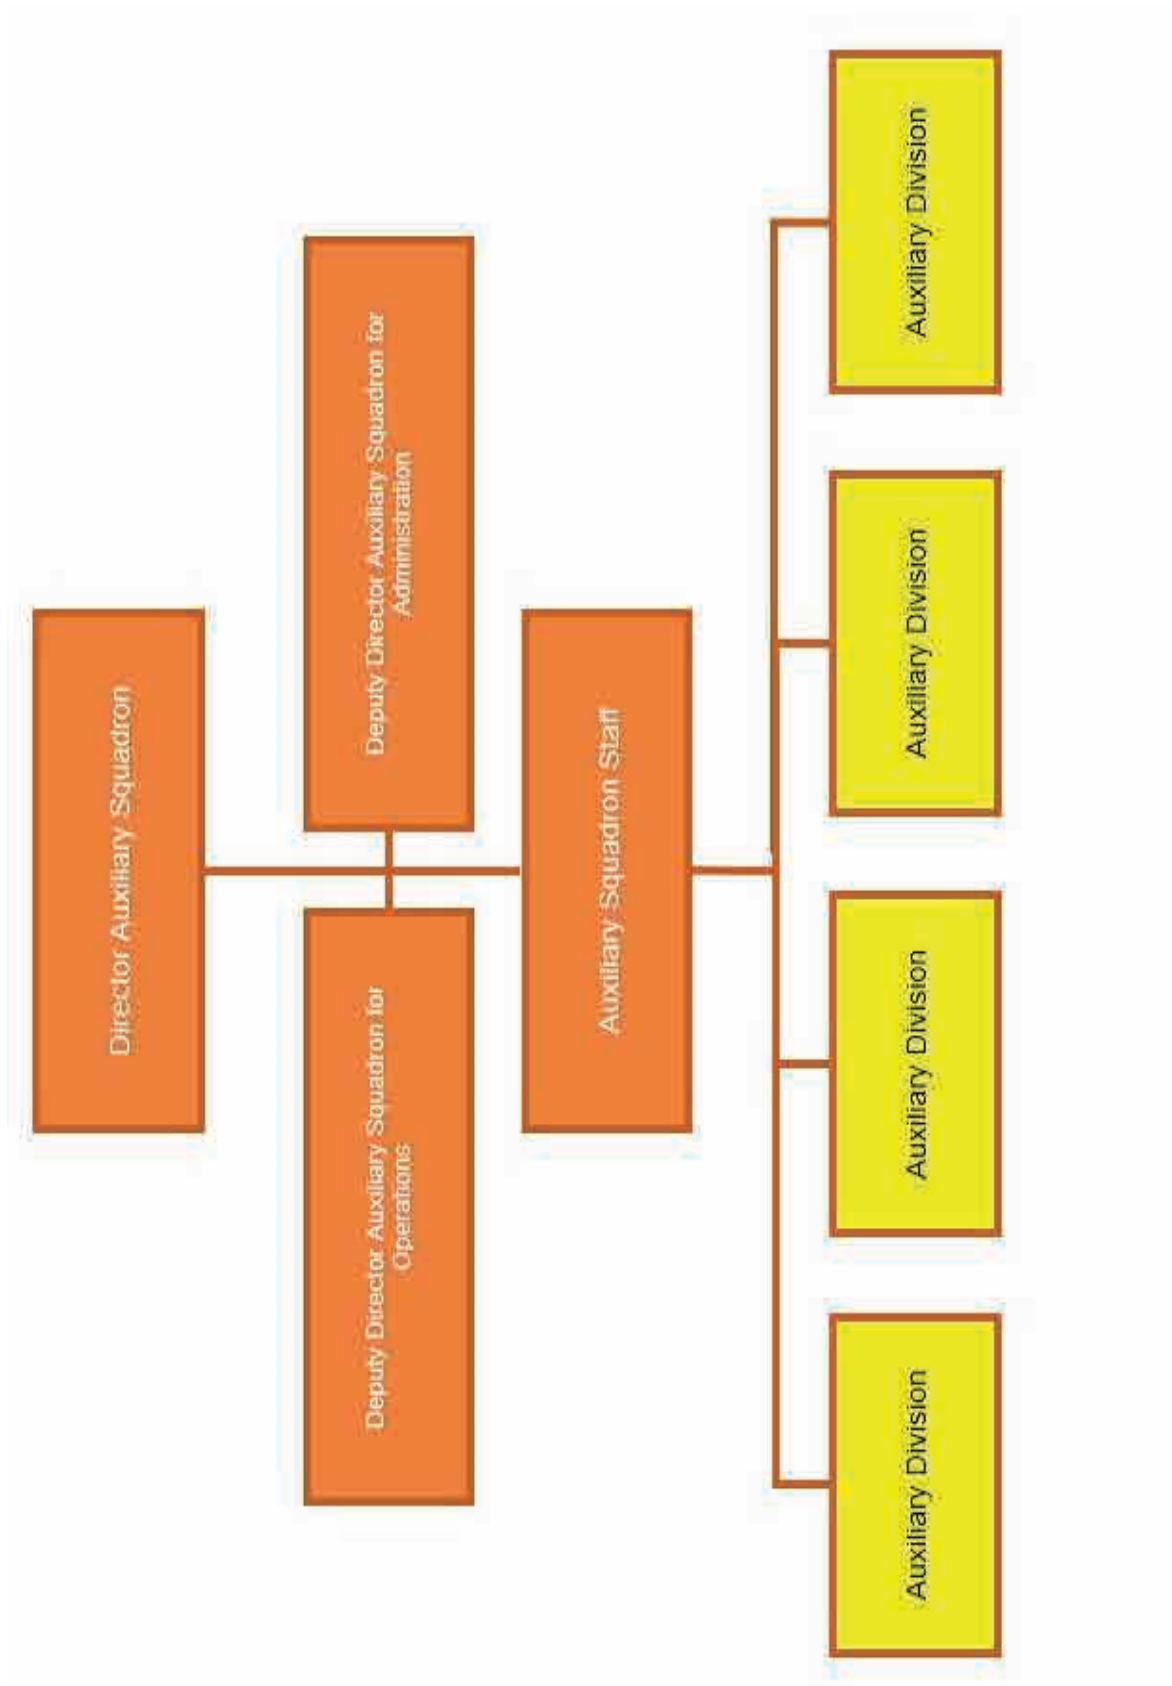 Director Auxiliary Squadron
Deputy Director Auxiliary Squadron for
Operations
Deputy Director Auxiliary Squadron for
Administration
Auxiliary Squadron Staff
Auxiliary Division
Auxiliary Division
Auxiliary Division
Auxiliary Division